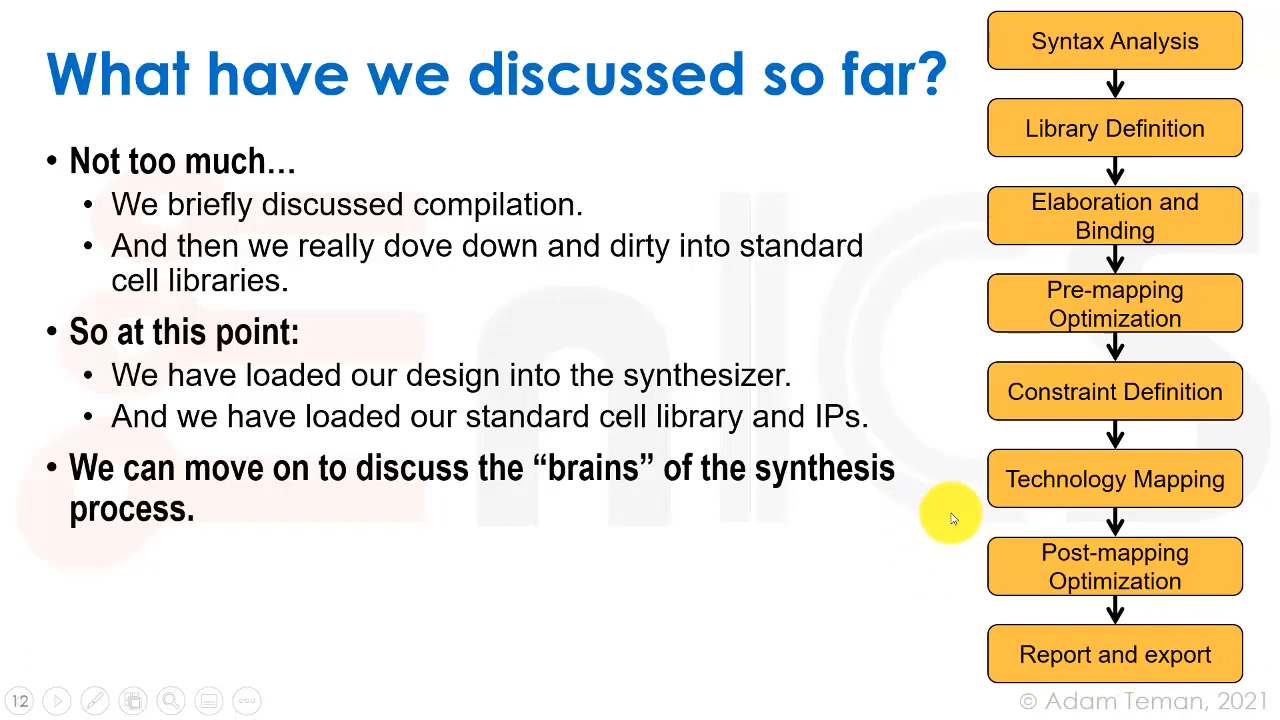 What have we discussed so far?
• Not too much…
• We briefly discussed compilation.
• And then we really dove down and dirty into standard
cell libraries.
• So at this point:
• We have loaded our design into the synthesizer.
• And we have loaded our standard cell library and IPs.
• We can move on to discuss the “brains” of the synthesis
process.
Syntax Analysis
Library Definition
Elaboration and
Binding
Pre-mapping
Optimization
Constraint Definition
Technology Mapping
Post-mapping
Optimization
Report and export
12
© Adam Teman, 2021
EnICS